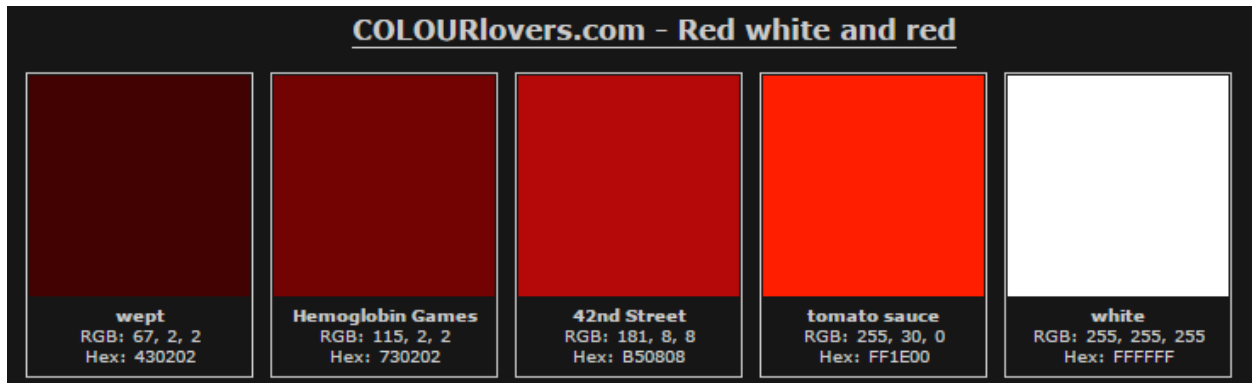 COLOURlovers.com - Red white and red
wept
RGB: 67, 2, 2
Hex: 430202
Hemoglobin Games
RGB: 115, 2, 2
Hex: 730202
42nd Street
RGB: 181, 8, 8
Hex: B50808
tomato sauce
RGB: 255, 30, 0
Hex: FF1E00
white
RGB: 255, 255, 255
Hex: FFFFFF